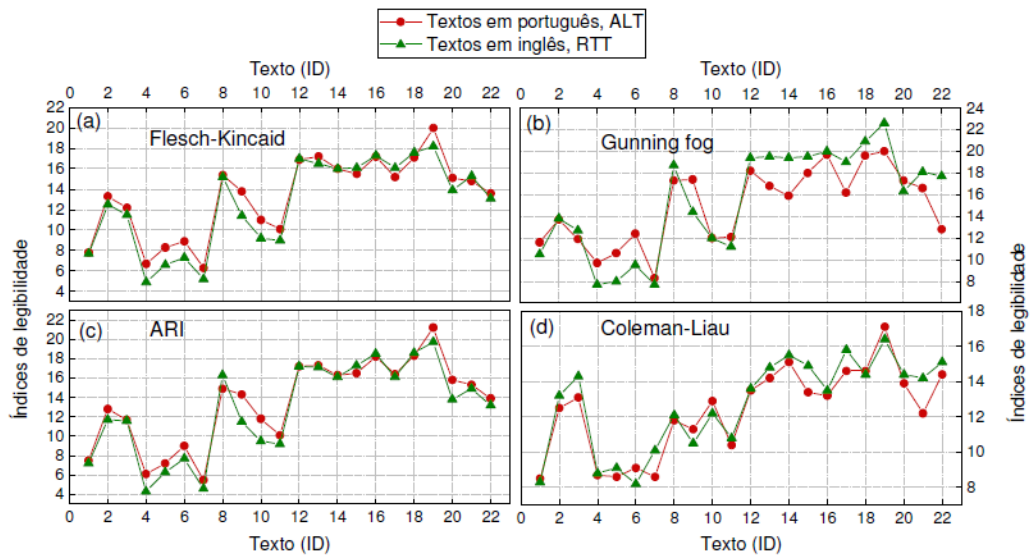 Textos em português, ALT
Textos em inglês, RTT
Texto (ID)
Texto (ID)
0 2 4 6 8 10 12 14 16 18 20 22
0 2 4 6 8 10 12 14 16 18 20 22
(a)
Flesch-Kincaid
22
20
18
16
14
12
10
8
6
4
(b)
Gunning fog
24
22
20
18
16
14
12
10
8
Índices de legibilidade
Índices de legibilidade
(c)
ARI
22
20
18
16
14
12
10
8
6
4
(d)
Coleman-Liau
18
16
14
12
10
8
0 2 4 6 8 10 12 14 16 18 20 22
0 2 4 6 8 10 12 14 16 18 20 22
Texto (ID)
Texto (ID)